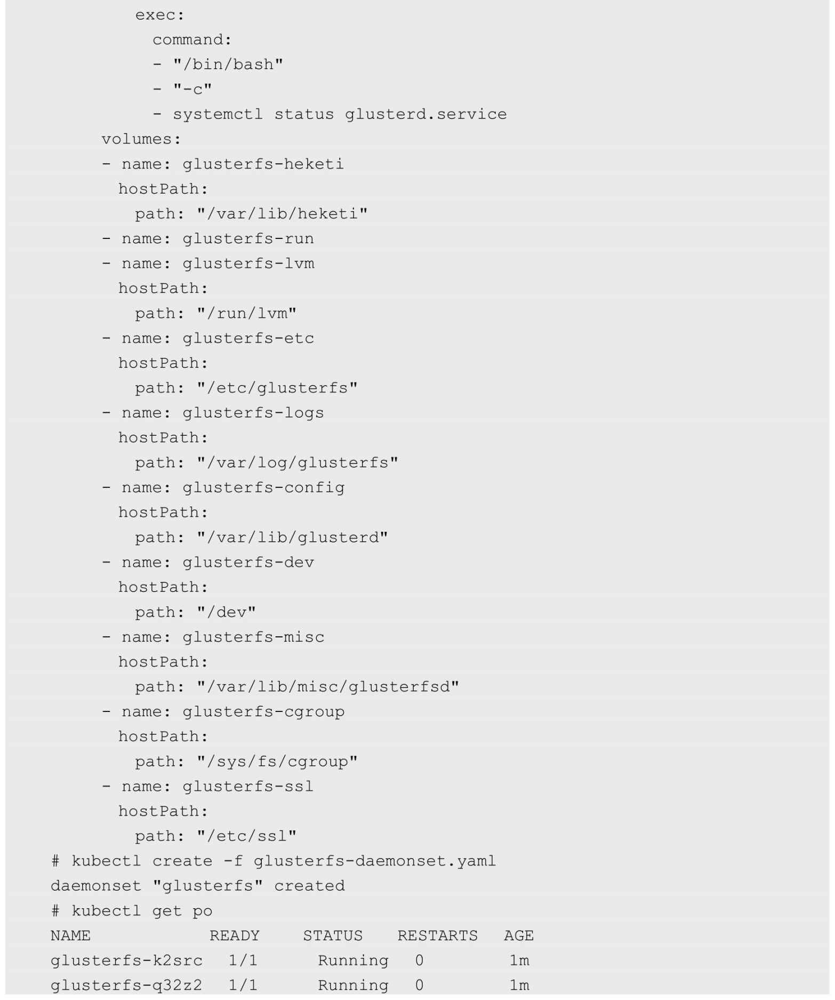 exec:
command:
- "/bin/bash"
- "-c"
- systemctl status glusterd.service
volumes:
- name: glusterfs-heketi
hostPath:
path: "/var/lib/heketi"
- name: glusterfs-run
- name: glusterfs-lvm
hostPath:
path: "/run/lvm"
- name: glusterfs-etc
hostPath:
path: "/etc/glusterfs"
- name: glusterfs-logs
hostPath:
path: "/var/log/glusterfs"
- name: glusterfs-config
hostPath:
path: "/var/lib/glusterd"
- name: glusterfs-dev
hostPath:
path: "/dev"
- name: glusterfs-misc
hostPath:
path: "/var/lib/misc/glusterfsd"
- name: glusterfs-cgroup
hostPath:
path: "/sys/fs/cgroup"
- name: glusterfs-ssl
hostPath:
path: "/etc/ssl"
# kubectl create -f glusterfs-daemonset.yaml
daemonset "glusterfs" created
# kubectl get po
NAME READY STATUS RESTARTS AGE
glusterfs-k2src 1/1 Running 0 1m
glusterfs-q32z2 1/1 Running 0 1m